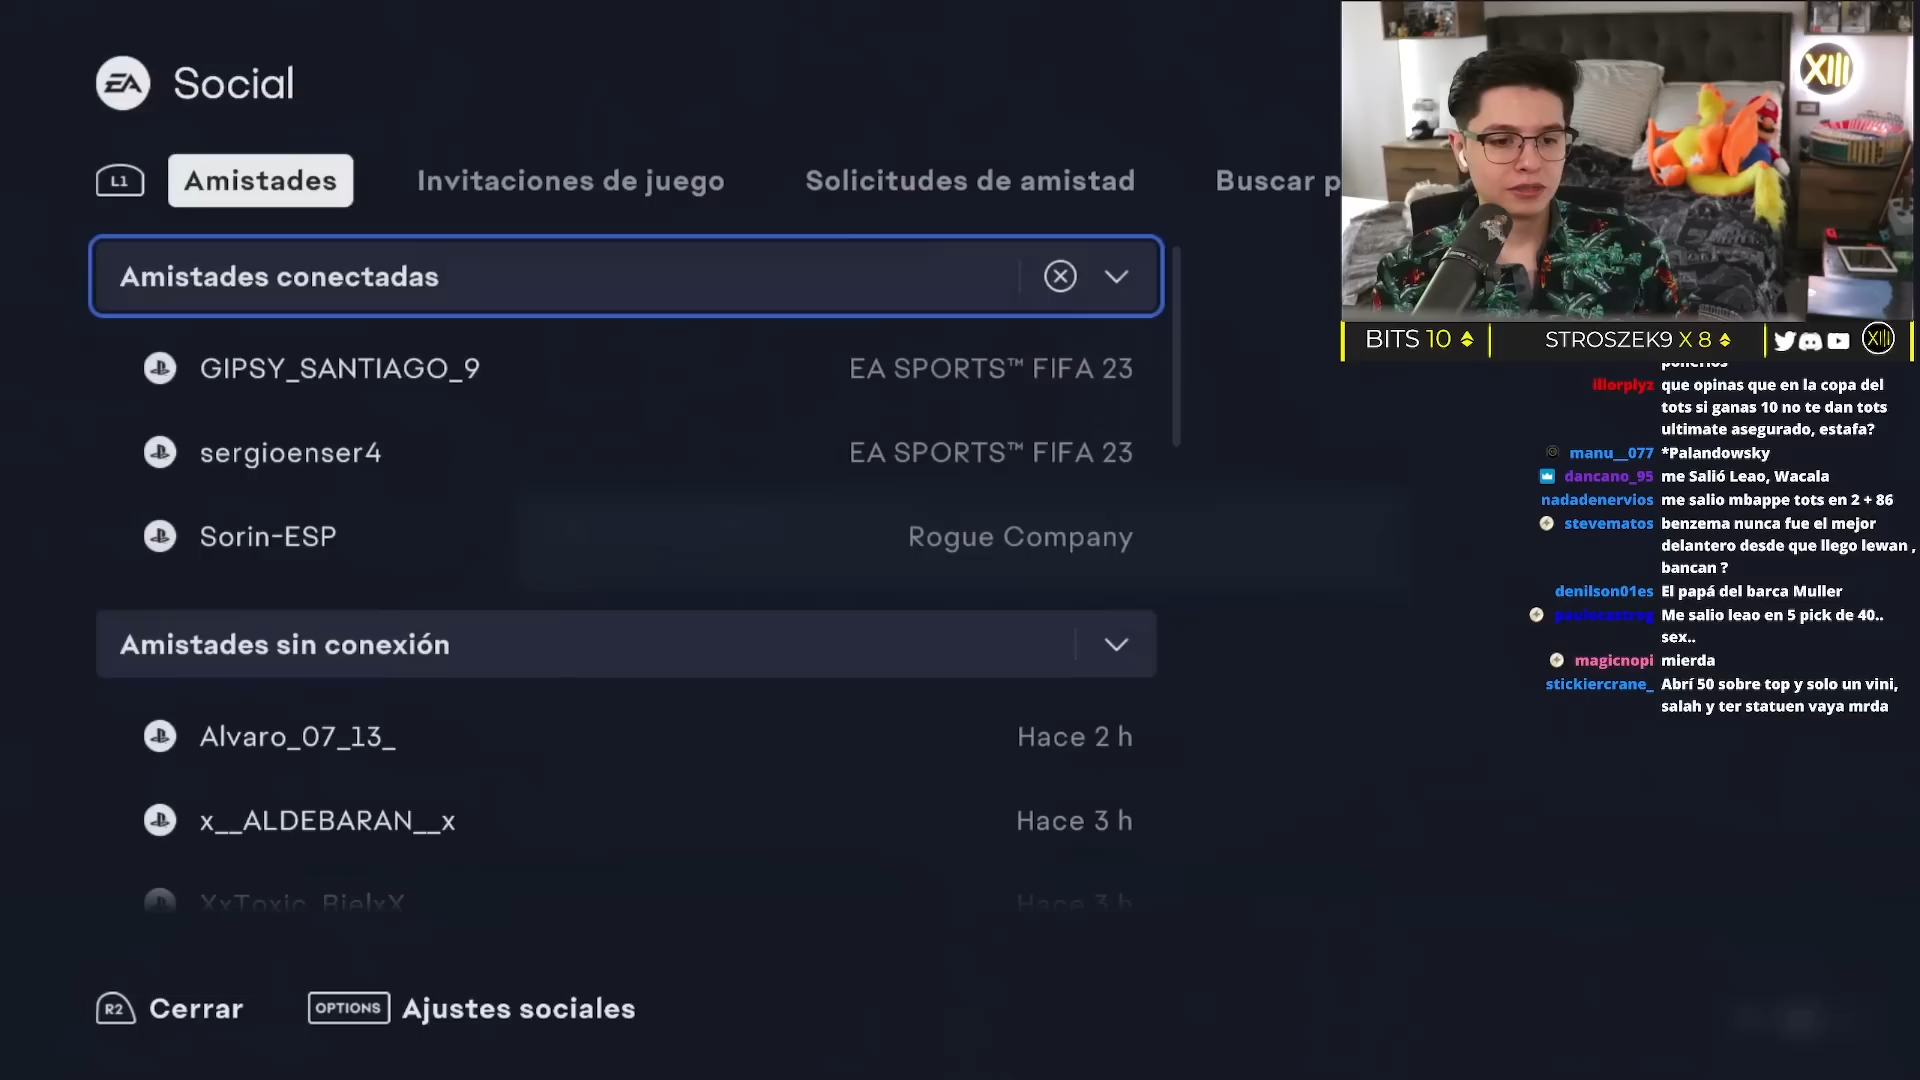 EA Social
L1 Amistades Invitaciones de juego Solicitudes de amistad Buscar p
Amistades conectadas
GIPSY_SANTIAGO_9 EA SPORTS™ FIFA 23
sergioenser4 EA SPORTS™ FIFA 23
Sorin-ESP Rogue Company
Amistades sin conexión
Alvaro_07_13_ Hace 2 h
x__ALDEBARAN__x Hace 3 h
XxToxic_BielxX Hace 3 h
R2 Cerrar OPTIONS Ajustes sociales
XIII
BITS 10 STROSZEK9 X 8 XIII
illorplyz que opinas que en la copa del
tots si ganas 10 no te dan tots
ultimate asegurado, estafa?
manu__077 *Palandowsky
dancano_95 me Salió Leao, Wacala
nadadenervios me salio mbappe tots en 2 + 86
stevematos benzema nunca fue el mejor
delantero desde que llego lewan ,
bancan ?
denilson01es El papá del barca Muller
Me salio leao en 5 pick de 40..
sex..
magicnopi mierda
stickiercrane_ Abrí 50 sobre top y solo un vini,
salah y ter statuen vaya mrda